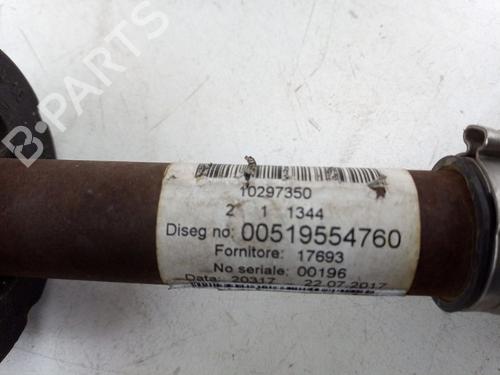 10297350
2 1 1344
Diseg no: 00519554760
Fornitore: 17693
No seriale: 00196
Data: 20317 - 22.07.2017
B-PARTS